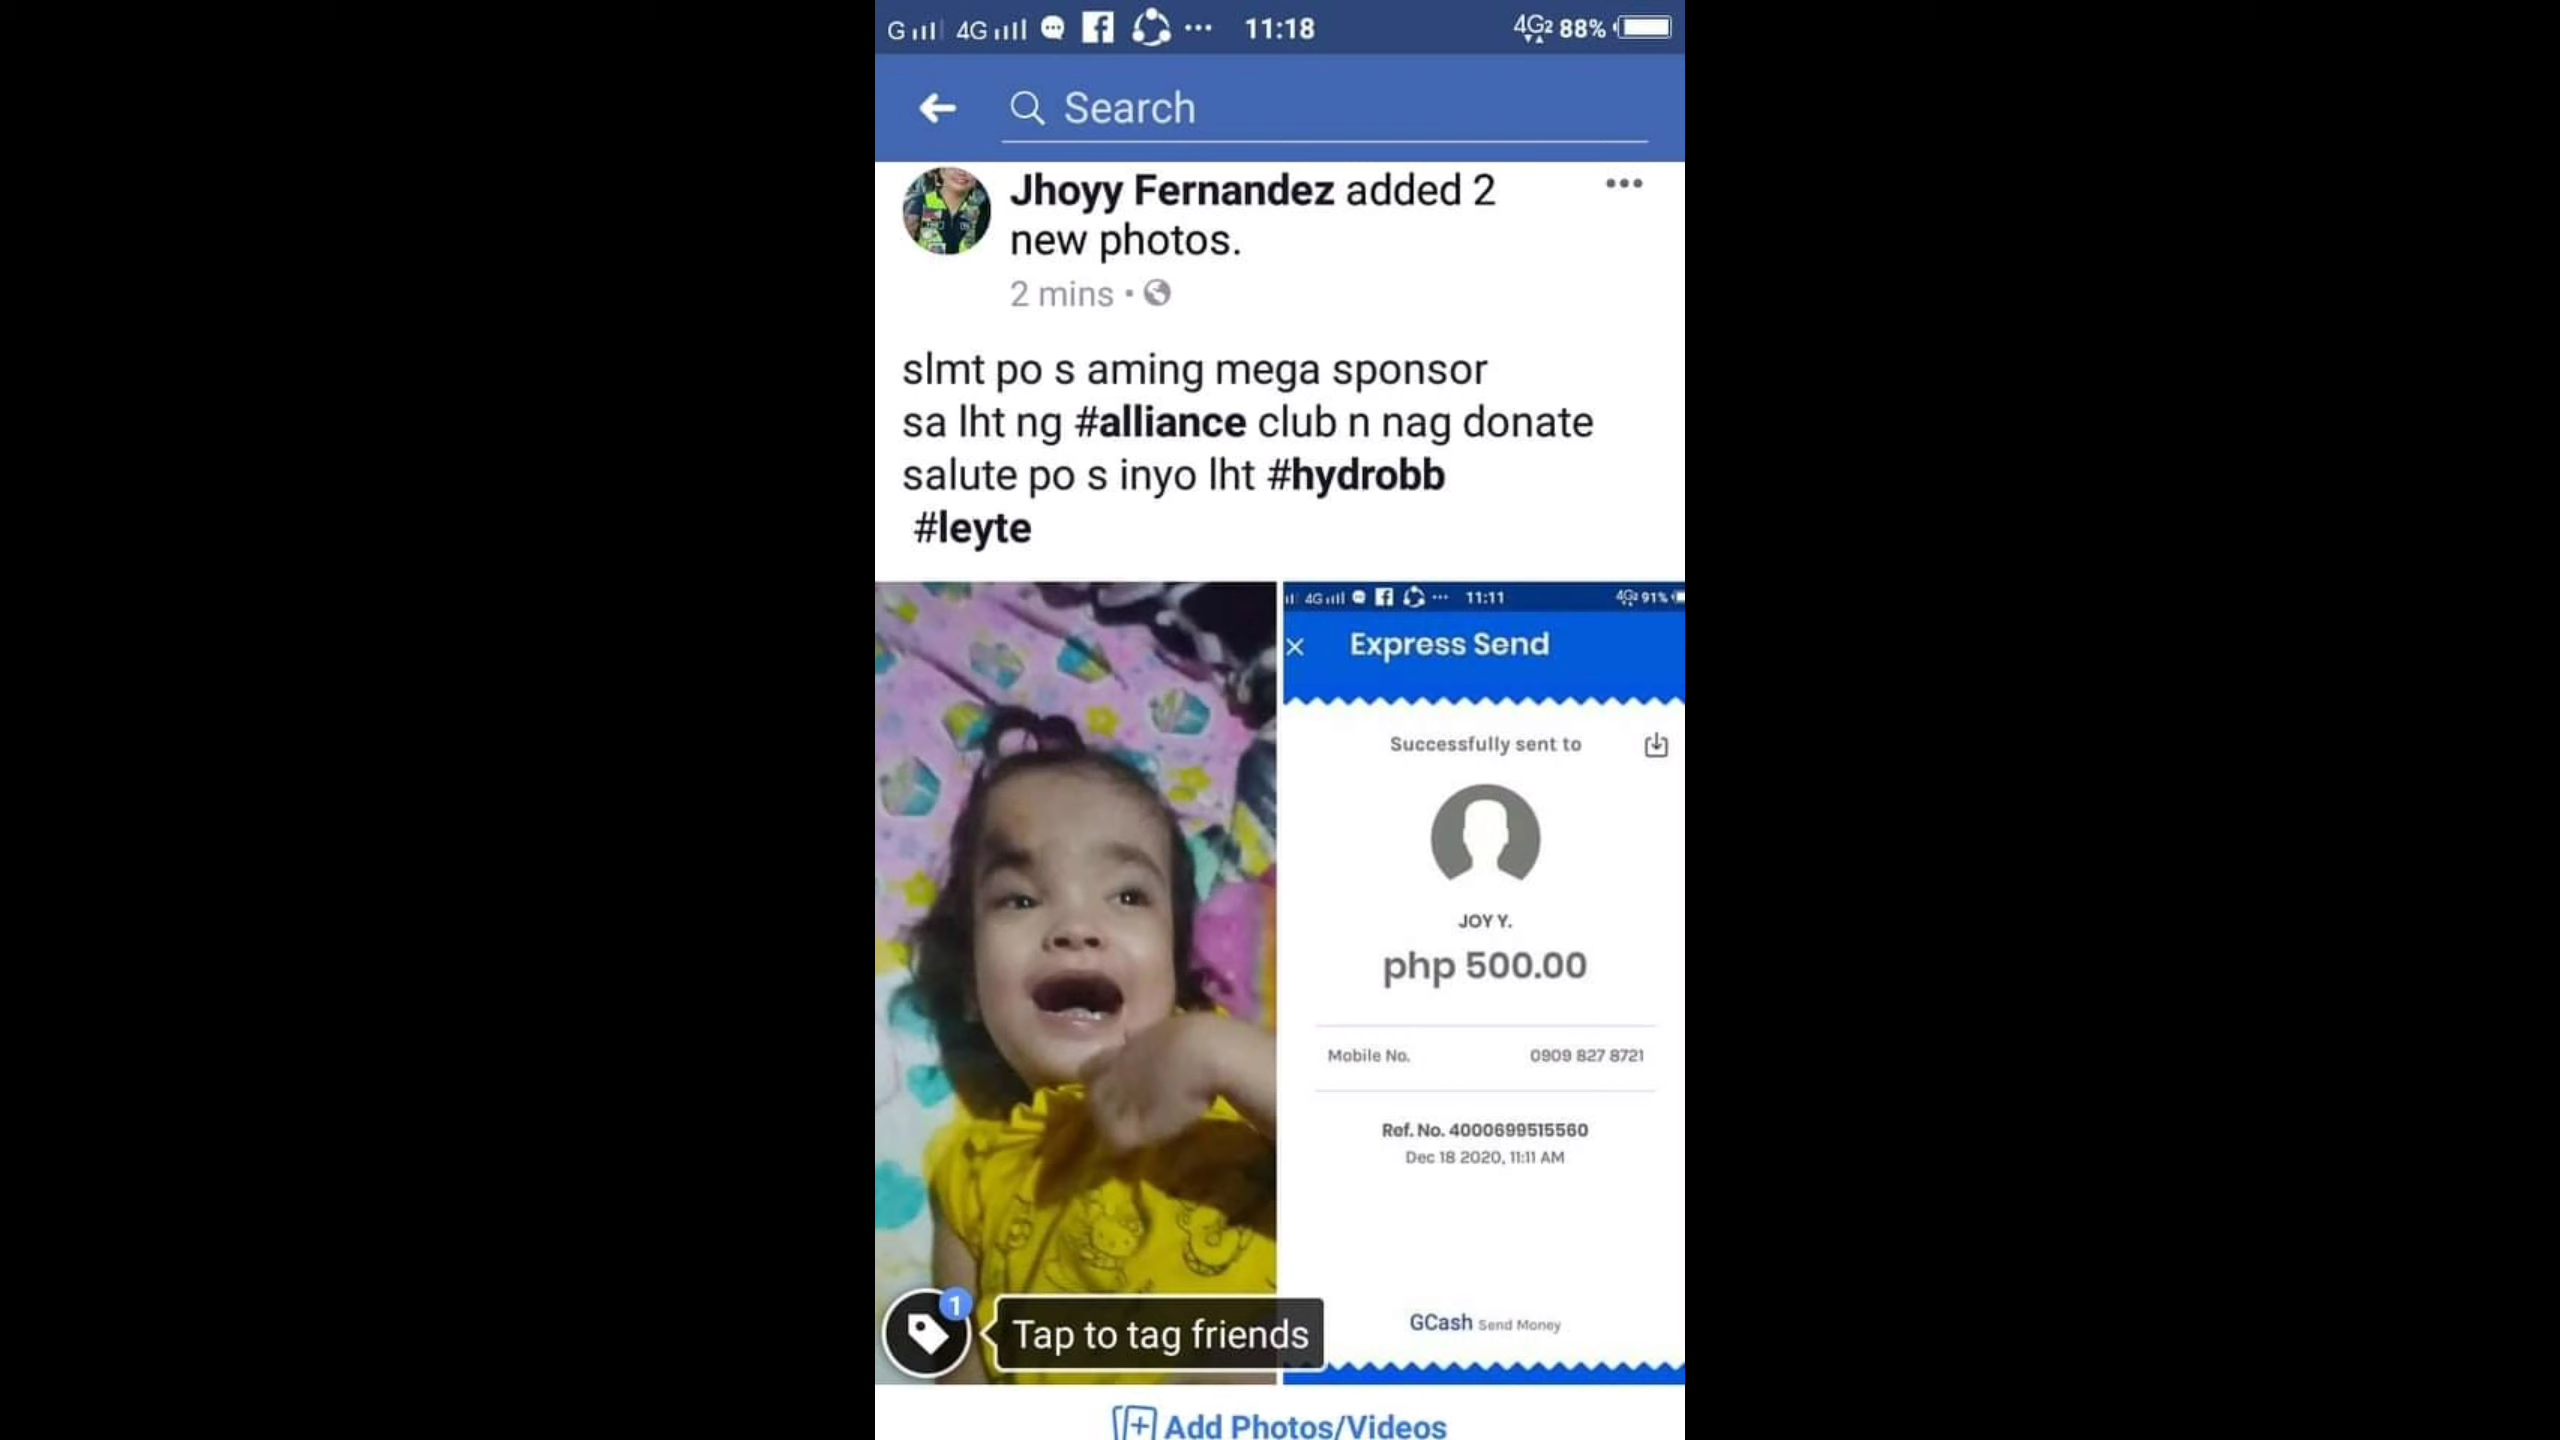 G 4G ... 11:18 4G2 88%
Search
Jhoyy Fernandez added 2
new photos.
2 mins •
slmt po s aming mega sponsor
sa lht ng #alliance club n nag donate
salute po s inyo lht #hydrobb
#leyte
4G ... 11:11 4G2 91%
Express Send
Successfully sent to
JOY Y.
php 500.00
Mobile No. 0909 827 8721
Ref. No. 4000699515560
Dec 18 2020, 11:11 AM
GCash Send Money
1
Tap to tag friends
Add Photos/Videos